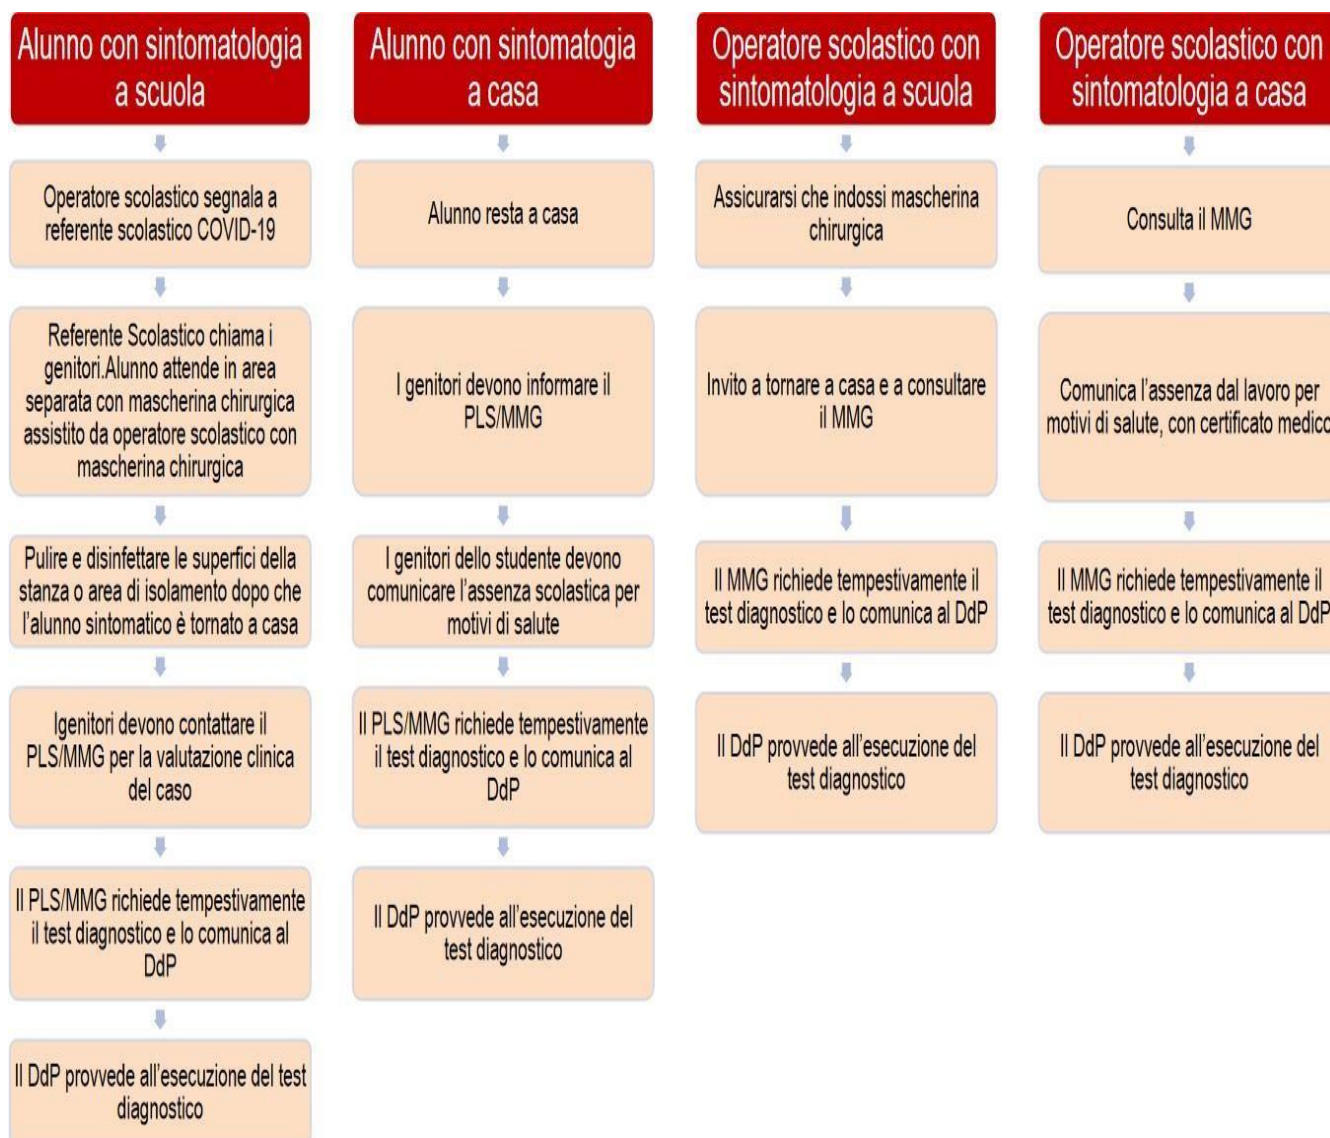 Alunno con sintomatologia
a scuola
Operatore scolastico segnala a
referente scolastico COVID-19
Referente Scolastico chiama i
genitori.Alunno attende in area
separata con mascherina chirurgica
assistito da operatore scolastico con
mascherina chirurgica
Pulire e disinfettare le superfici della
stanza o area di isolamento dopo che
l'alunno sintomatico è tornato a casa
Igenitori devono contattare il
PLS/MMG per la valutazione clinica
del caso
Il PLS/MMG richiede tempestivamente
il test diagnostico e lo comunica al
DdP
Il DdP provvede all'esecuzione del test
diagnostico
Alunno con sintomatogia
a casa
Alunno resta a casa
I genitori devono informare il
PLS/MMG
I genitori dello studente devono
comunicare l'assenza scolastica per
motivi di salute
Il PLS/MMG richiede tempestivamente
il test diagnostico e lo comunica al
DdP
Il DdP provvede all'esecuzione del
test diagnostico
Operatore scolastico con
sintomatologia a scuola
Assicurarsi che indossi mascherina
chirurgica
Invito a tornare a casa e a consultare
il MMG
Il MMG richiede tempestivamente il
test diagnostico e lo comunica al DdP
Il DdP provvede all'esecuzione del
test diagnostico
Operatore scolastico con
sintomatologia a casa
Consulta il MMG
Comunica l'assenza dal lavoro per
motivi di salute, con certificato medico
Il MMG richiede tempestivamente il
test diagnostico e lo comunica al DdP
Il DdP provvede all'esecuzione del
test diagnostico